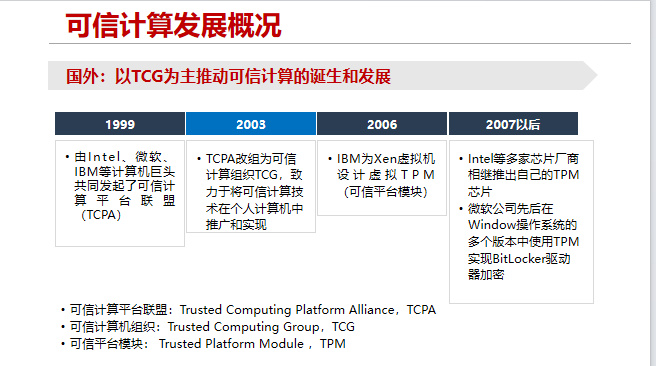 可信计算发展概况
国外：以TCG为主推动可信计算的诞生和发展
1999
• 由Intel、微软、
IBM等计算机巨头
共同发起了可信计
算平台联盟
（TCPA）
2003
• TCPA改组为可信
计算组织TCG，致
力于将可信计算技
术在个人计算机中
推广和实现
2006
• IBM为Xen虚拟机
设计虚拟TPM
（可信平台模块）
2007以后
• Intel等多家芯片厂商
相继推出自己的TPM
芯片
• 微软公司先后在
Window操作系统的
多个版本中使用TPM
实现BitLocker驱动
器加密
• 可信计算平台联盟：Trusted Computing Platform Alliance，TCPA
• 可信计算机组织：Trusted Computing Group，TCG
• 可信平台模块： Trusted Platform Module ，TPM